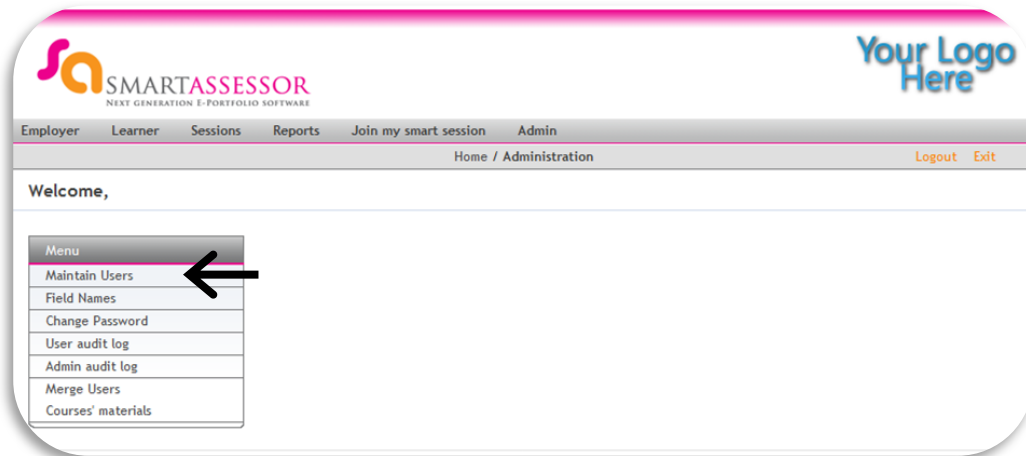 Your Logo
Here
SMARTASSESSOR
NEXT GENERATION E-PORTFOLIO SOFTWARE
Employer Learner Sessions Reports Join my smart session Admin
Home / Administration Logout Exit
Welcome,
Menu
Maintain Users
Field Names
Change Password
User audit log
Admin audit log
Merge Users
Courses' materials